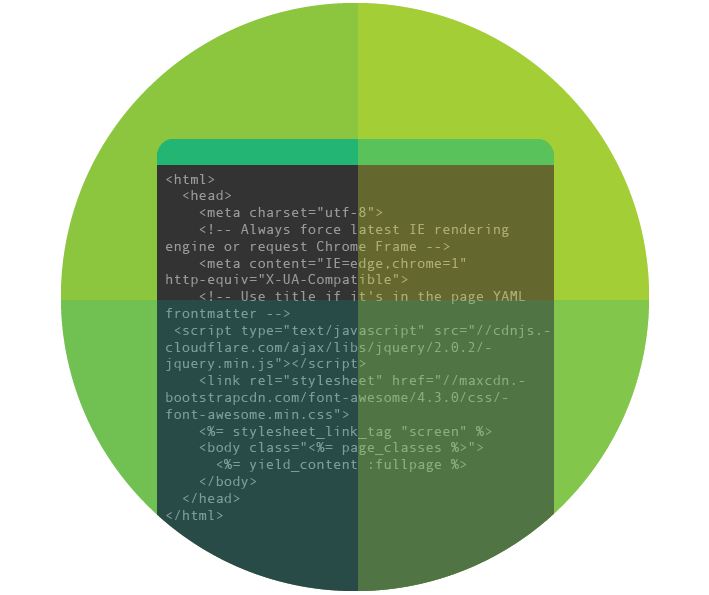 <html>
<head>
<meta charset="utf-8">
<!-- Always force latest IE rendering
engine or request Chrome Frame -->
<meta content="IE=edge,chrome=1"
http-equiv="X-UA-Compatible">
<!-- Use title if it's in the page YAML
frontmatter -->
<script type="text/javascript" src="//cdnjs.-
cloudflare.com/ajax/libs/jquery/2.0.2/-
jquery.min.js"></script>
<link rel="stylesheet" href="//maxcdn.-
bootstrapcdn.com/font-awesome/4.3.0/css/-
font-awesome.min.css">
<%= stylesheet_link_tag "screen" %>
<body class="<%= page_classes %>">
<%= yield_content :fullpage %>
</body>
</head>
</html>